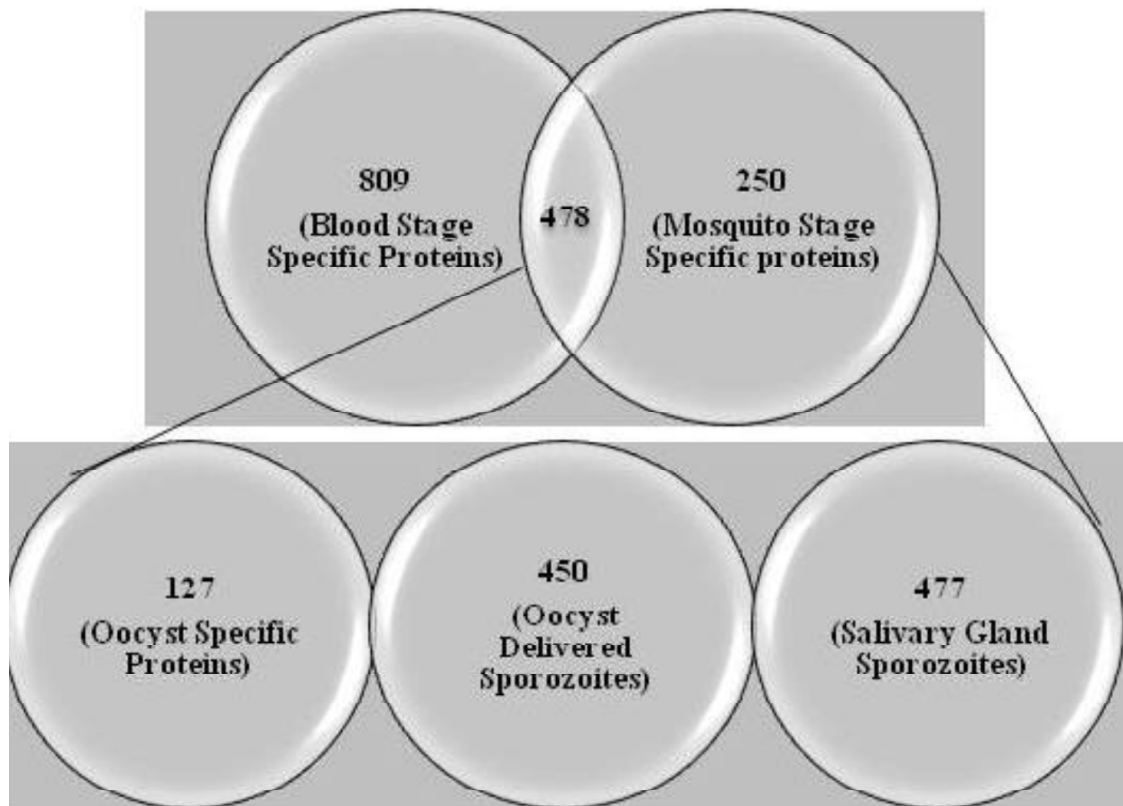 809
(Blood Stage
Specific Proteins)
478
250
(Mosquito Stage
Specific proteins)
127
(Oocyst Specific
Proteins)
450
(Oocyst
Delivered
Sporozoites)
477
(Salivary Gland
Sporozoites)